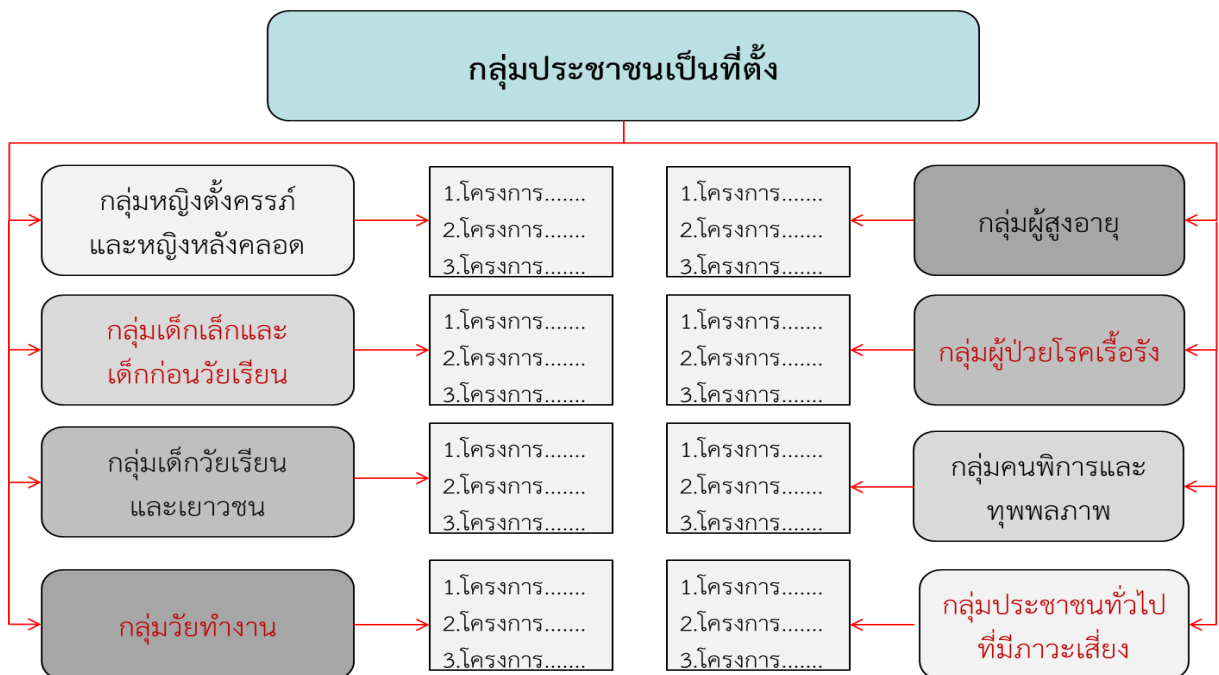 กลุ่มประชาชนเป็นที่ตั้ง
กลุ่มหญิงตั้งครรภ์
และหญิงหลังคลอด
1.โครงการ.......
2.โครงการ.......
3.โครงการ.......
1.โครงการ.......
2.โครงการ.......
3.โครงการ.......
กลุ่มผู้สูงอายุ
กลุ่มเด็กเล็กและ
เด็กก่อนวัยเรียน
1.โครงการ.......
2.โครงการ.......
3.โครงการ.......
1.โครงการ.......
2.โครงการ.......
3.โครงการ.......
กลุ่มผู้ป่วยโรคเรื้อรัง
กลุ่มเด็กวัยเรียน
และเยาวชน
1.โครงการ.......
2.โครงการ.......
3.โครงการ.......
1.โครงการ.......
2.โครงการ.......
3.โครงการ.......
กลุ่มคนพิการและ
ทุพพลภาพ
กลุ่มวัยทำงาน
1.โครงการ.......
2.โครงการ.......
3.โครงการ.......
1.โครงการ.......
2.โครงการ.......
3.โครงการ.......
กลุ่มประชาชนทั่วไป
ที่มีภาวะเสี่ยง